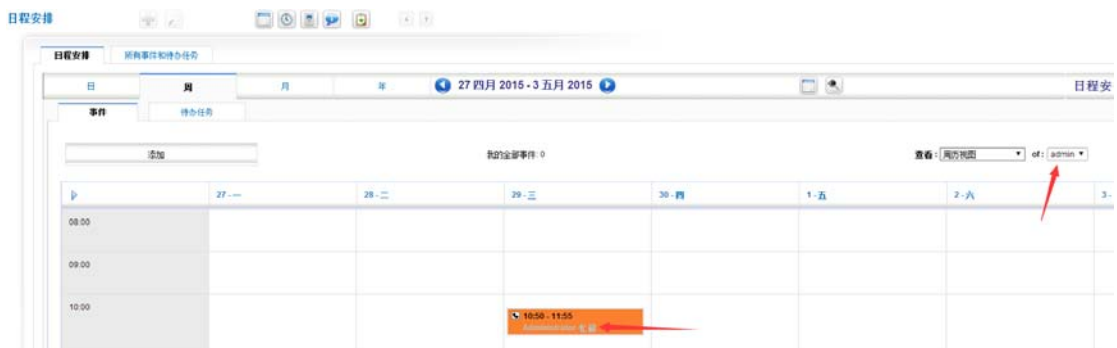 日程安排
日程安排 所有事件和待办任务
日 周 月 年 27 四月 2015 - 3 五月 2015 日程安
事件 待办任务
添加 我的全部事件: 0 查看: 周历视图 of: admin
27 - 一 28 - 二 29 - 三 30 - 四 1 - 五 2 - 六 3 -
08:00
09:00
10:00
10:50 - 11:55
Administrator 忙碌